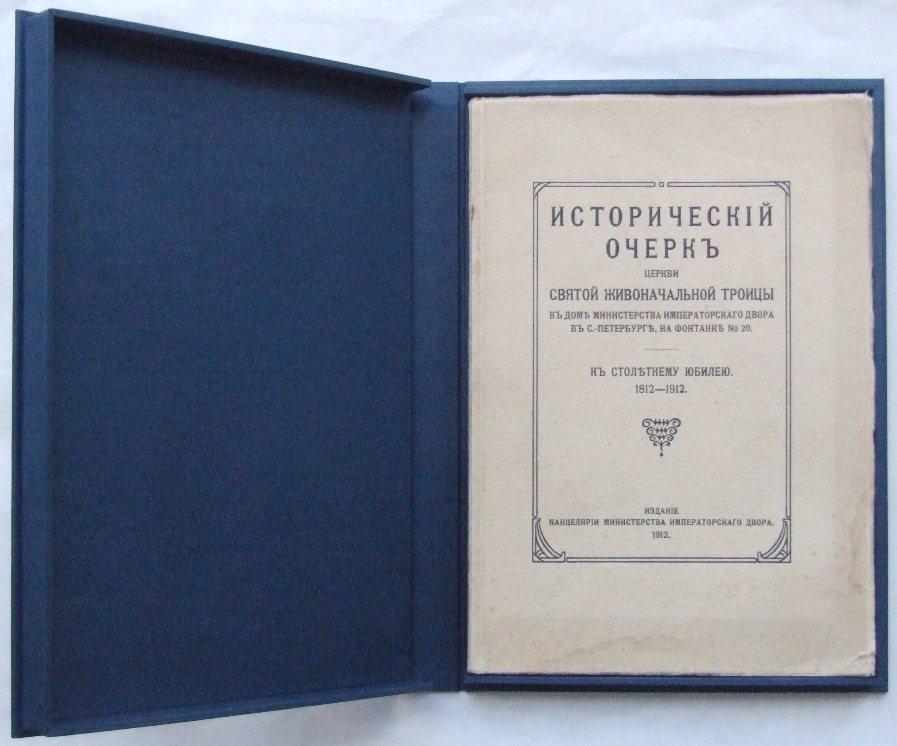 ИСТОРИЧЕСКІЙ
ОЧЕРКЪ
ЦЕРКВИ
СВЯТОЙ ЖИВОНАЧАЛЬНОЙ ТРОИЦЫ
ВЪ ДОМѢ МИНИСТЕРСТВА ИМПЕРАТОРСКАГО ДВОРА
ВЪ С.-ПЕТЕРБУРГѢ, НА ФОНТАНКѢ № 20.
КЪ СТОЛѢТНЕМУ ЮБИЛЕЮ.
1812—1912.
ИЗДАНІЕ
КАНЦЕЛЯРІИ МИНИСТЕРСТВА ИМПЕРАТОРСКАГО ДВОРА.
1912.